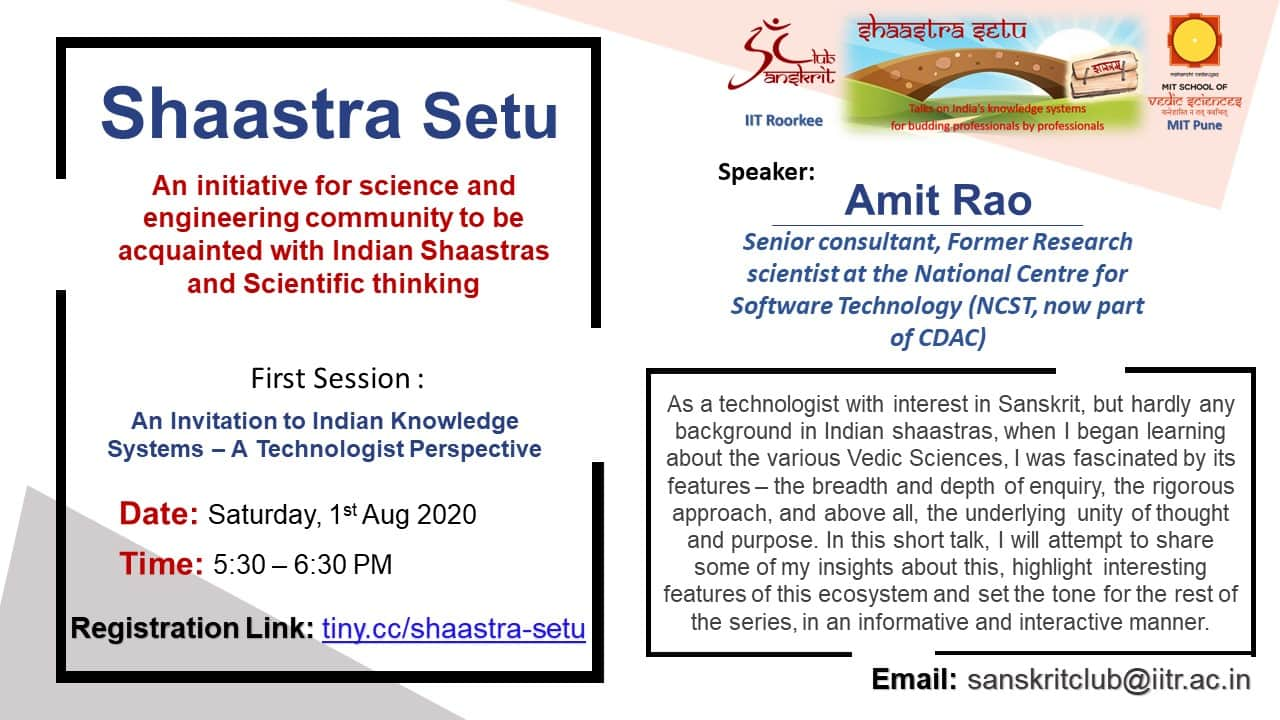 Shaastra Setu
An initiative for science and
engineering community to be
acquainted with Indian Shaastras
and Scientific thinking
First Session :
An Invitation to Indian Knowledge
Systems – A Technologist Perspective
Date: Saturday, 1st Aug 2020
Time: 5:30 – 6:30 PM
Registration Link: tiny.cc/shaastra-setu
Sanskrit
Club
IIT Roorkee
shaastra setu
शास्त्रम्
Talks on India's knowledge systems
for budding professionals by professionals
MIT SCHOOL OF
vedic sciences
MIT Pune
Speaker:
Amit Rao
Senior consultant, Former Research
scientist at the National Centre for
Software Technology (NCST, now part
of CDAC)
As a technologist with interest in Sanskrit, but hardly any
background in Indian shaastras, when I began learning
about the various Vedic Sciences, I was fascinated by its
features – the breadth and depth of enquiry, the rigorous
approach, and above all, the underlying unity of thought
and purpose. In this short talk, I will attempt to share
some of my insights about this, highlight interesting
features of this ecosystem and set the tone for the rest of
the series, in an informative and interactive manner.
Email: sanskritclub@iitr.ac.in